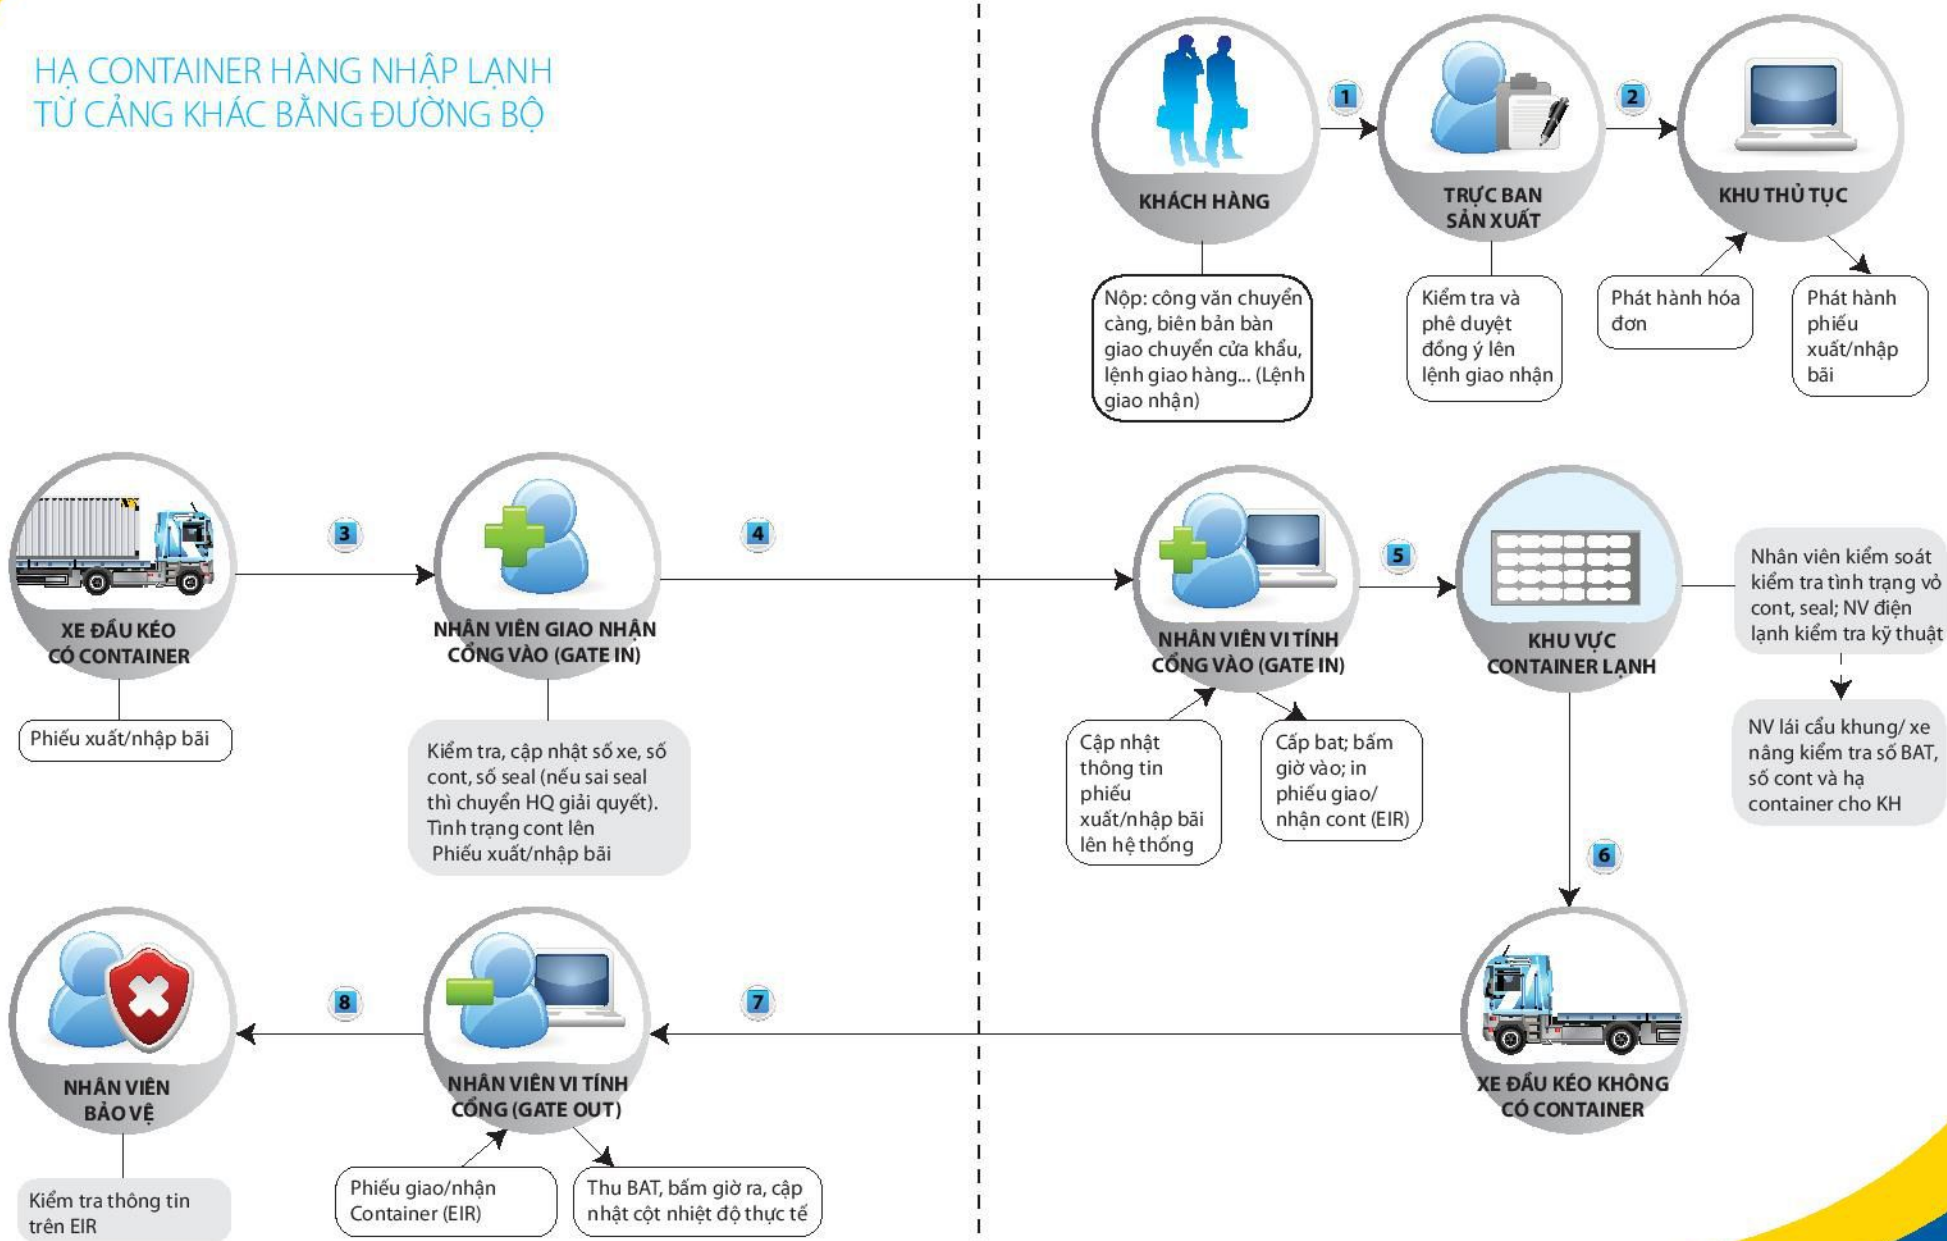 HẠ CONTAINER HÀNG NHẬP LẠNH
TỪ CẢNG KHÁC BẰNG ĐƯỜNG BỘ
1
2
KHÁCH HÀNG
TRỰC BAN
SẢN XUẤT
KHU THỦ TỤC
Nộp: công văn chuyển
càng, biên bản bàn
giao chuyển cửa khẩu,
lệnh giao hàng... (Lệnh
giao nhận)
Kiểm tra và
phê duyệt
đồng ý lên
lệnh giao nhận
Phát hành hóa
đơn
Phát hành
phiếu
xuất/nhập
bãi
3
4
5
XE ĐẦU KÉO
CÓ CONTAINER
NHÂN VIÊN GIAO NHẬN
CỔNG VÀO (GATE IN)
NHÂN VIÊN VI TÍNH
CỔNG VÀO (GATE IN)
KHU VỰC
CONTAINER LẠNH
Nhân viên kiểm soát
kiểm tra tình trạng vỏ
cont, seal; NV điện
lạnh kiểm tra kỹ thuật
NV lái cẩu khung/ xe
nâng kiểm tra số BAT,
số cont và hạ
container cho KH
Phiếu xuất/nhập bãi
Kiểm tra, cập nhật số xe, số
cont, số seal (nếu sai seal
thì chuyển HQ giải quyết).
Tình trạng cont lên
Phiếu xuất/nhập bãi
Cập nhật
thông tin
phiếu
xuất/nhập bãi
lên hệ thống
Cấp bat; bấm
giờ vào; in
phiếu giao/
nhận cont (EIR)
6
8
7
NHÂN VIÊN
BẢO VỆ
NHÂN VIÊN VI TÍNH
CỔNG (GATE OUT)
XE ĐẦU KÉO KHÔNG
CÓ CONTAINER
Kiểm tra thông tin
trên EIR
Phiếu giao/nhận
Container (EIR)
Thu BAT, bấm giờ ra, cập
nhật cột nhiệt độ thực tế